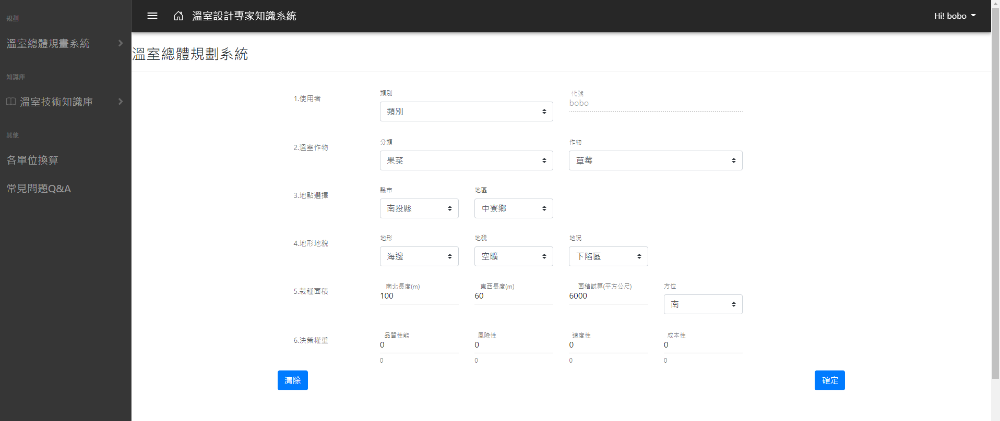 規劃
溫室總體規畫系統
知識庫
溫室技術知識庫
其他
各單位換算
常見問題Q&A
溫室設計專家知識系統
Hi! bobo
溫室總體規劃系統
1.使用者
類別
類別
代號
bobo
2.溫室作物
分類
果菜
作物
草莓
3.地點選擇
縣市
南投縣
地區
中寮鄉
4.地形地貌
地形
海邊
地貌
空曠
地況
下陷區
5.栽種面積
南北長度(m)
100
東西長度(m)
60
面積試算(平方公尺)
6000
方位
南
6.決策權重
品質性能
0
0
風險性
0
0
速度性
0
0
成本性
0
0
清除
確定